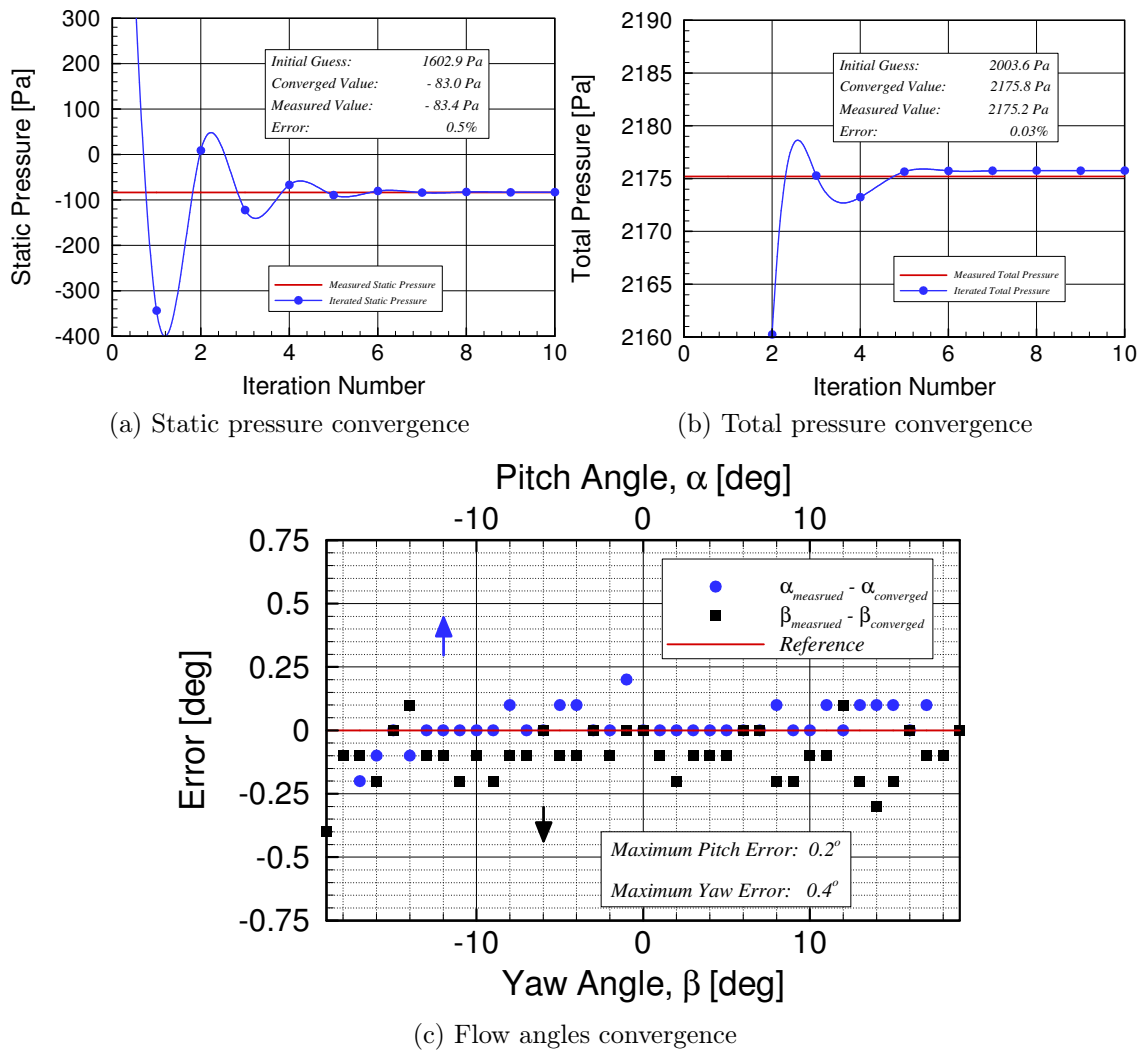 300
200
100
0
-100
-200
-300
-400
Static Pressure [Pa]
0 2 4 6 8 10
Iteration Number
Initial Guess: 1602.9 Pa
Converged Value: - 83.0 Pa
Measured Value: - 83.4 Pa
Error: 0.5%
Measured Static Pressure
Iterated Static Pressure
(a) Static pressure convergence
2190
2185
2180
2175
2170
2165
2160
Total Pressure [Pa]
0 2 4 6 8 10
Iteration Number
Initial Guess: 2003.6 Pa
Converged Value: 2175.8 Pa
Measured Value: 2175.2 Pa
Error: 0.03%
Measured Total Pressure
Iterated Total Pressure
(b) Total pressure convergence
Pitch Angle, α [deg]
-10 0 10
0.75
0.5
0.25
0
-0.25
-0.5
-0.75
Error [deg]
α measrued - α converged
β measrued - β converged
Reference
Maximum Pitch Error: 0.2°
Maximum Yaw Error: 0.4°
-10 0 10
Yaw Angle, β [deg]
(c) Flow angles convergence